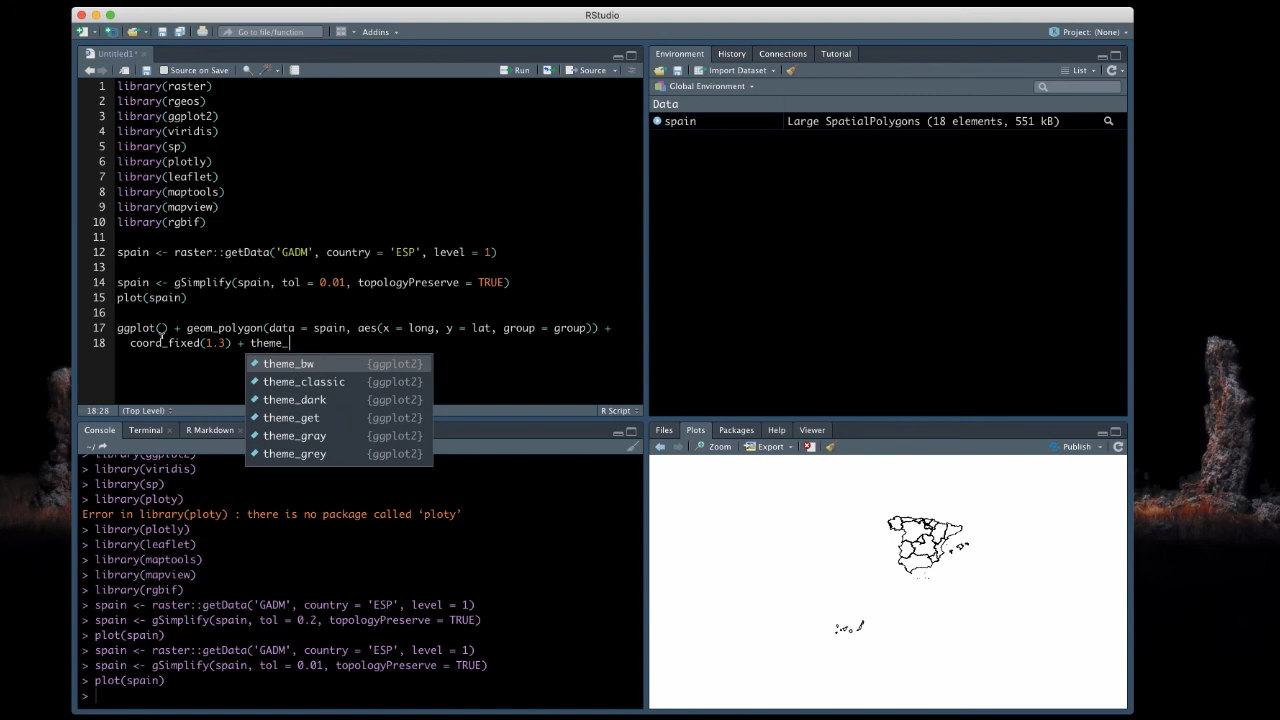 RStudio
Go to file/function
Addins
Project: (None)
Untitled1*
Source on Save
Run
Source
1 library(raster)
2 library(rgeos)
3 library(ggplot2)
4 library(viridis)
5 library(sp)
6 library(plotly)
7 library(leaflet)
8 library(maptools)
9 library(mapview)
10 library(rgbif)
11
12 spain <- raster::getData('GADM', country = 'ESP', level = 1)
13
14 spain <- gSimplify(spain, tol = 0.01, topologyPreserve = TRUE)
15 plot(spain)
16
17 ggplot() + geom_polygon(data = spain, aes(x = long, y = lat, group = group)) +
18 coord_fixed(1.3) + theme_
theme_bw {ggplot2}
theme_classic {ggplot2}
theme_dark {ggplot2}
theme_get {ggplot2}
theme_gray {ggplot2}
theme_grey {ggplot2}
18:28 (Top Level) R Script
Console Terminal R Markdown
~/
> library(ggplot2)
> library(viridis)
> library(sp)
> library(ploty)
Error in library(ploty) : there is no package called ‘ploty’
> library(plotly)
> library(leaflet)
> library(maptools)
> library(mapview)
> library(rgbif)
> spain <- raster::getData('GADM', country = 'ESP', level = 1)
> spain <- gSimplify(spain, tol = 0.2, topologyPreserve = TRUE)
> plot(spain)
> spain <- raster::getData('GADM', country = 'ESP', level = 1)
> spain <- gSimplify(spain, tol = 0.01, topologyPreserve = TRUE)
> plot(spain)
>
Environment History Connections Tutorial
Import Dataset List
Global Environment
Data
spain Large SpatialPolygons (18 elements, 551 kB)
Files Plots Packages Help Viewer
Zoom Export Publish